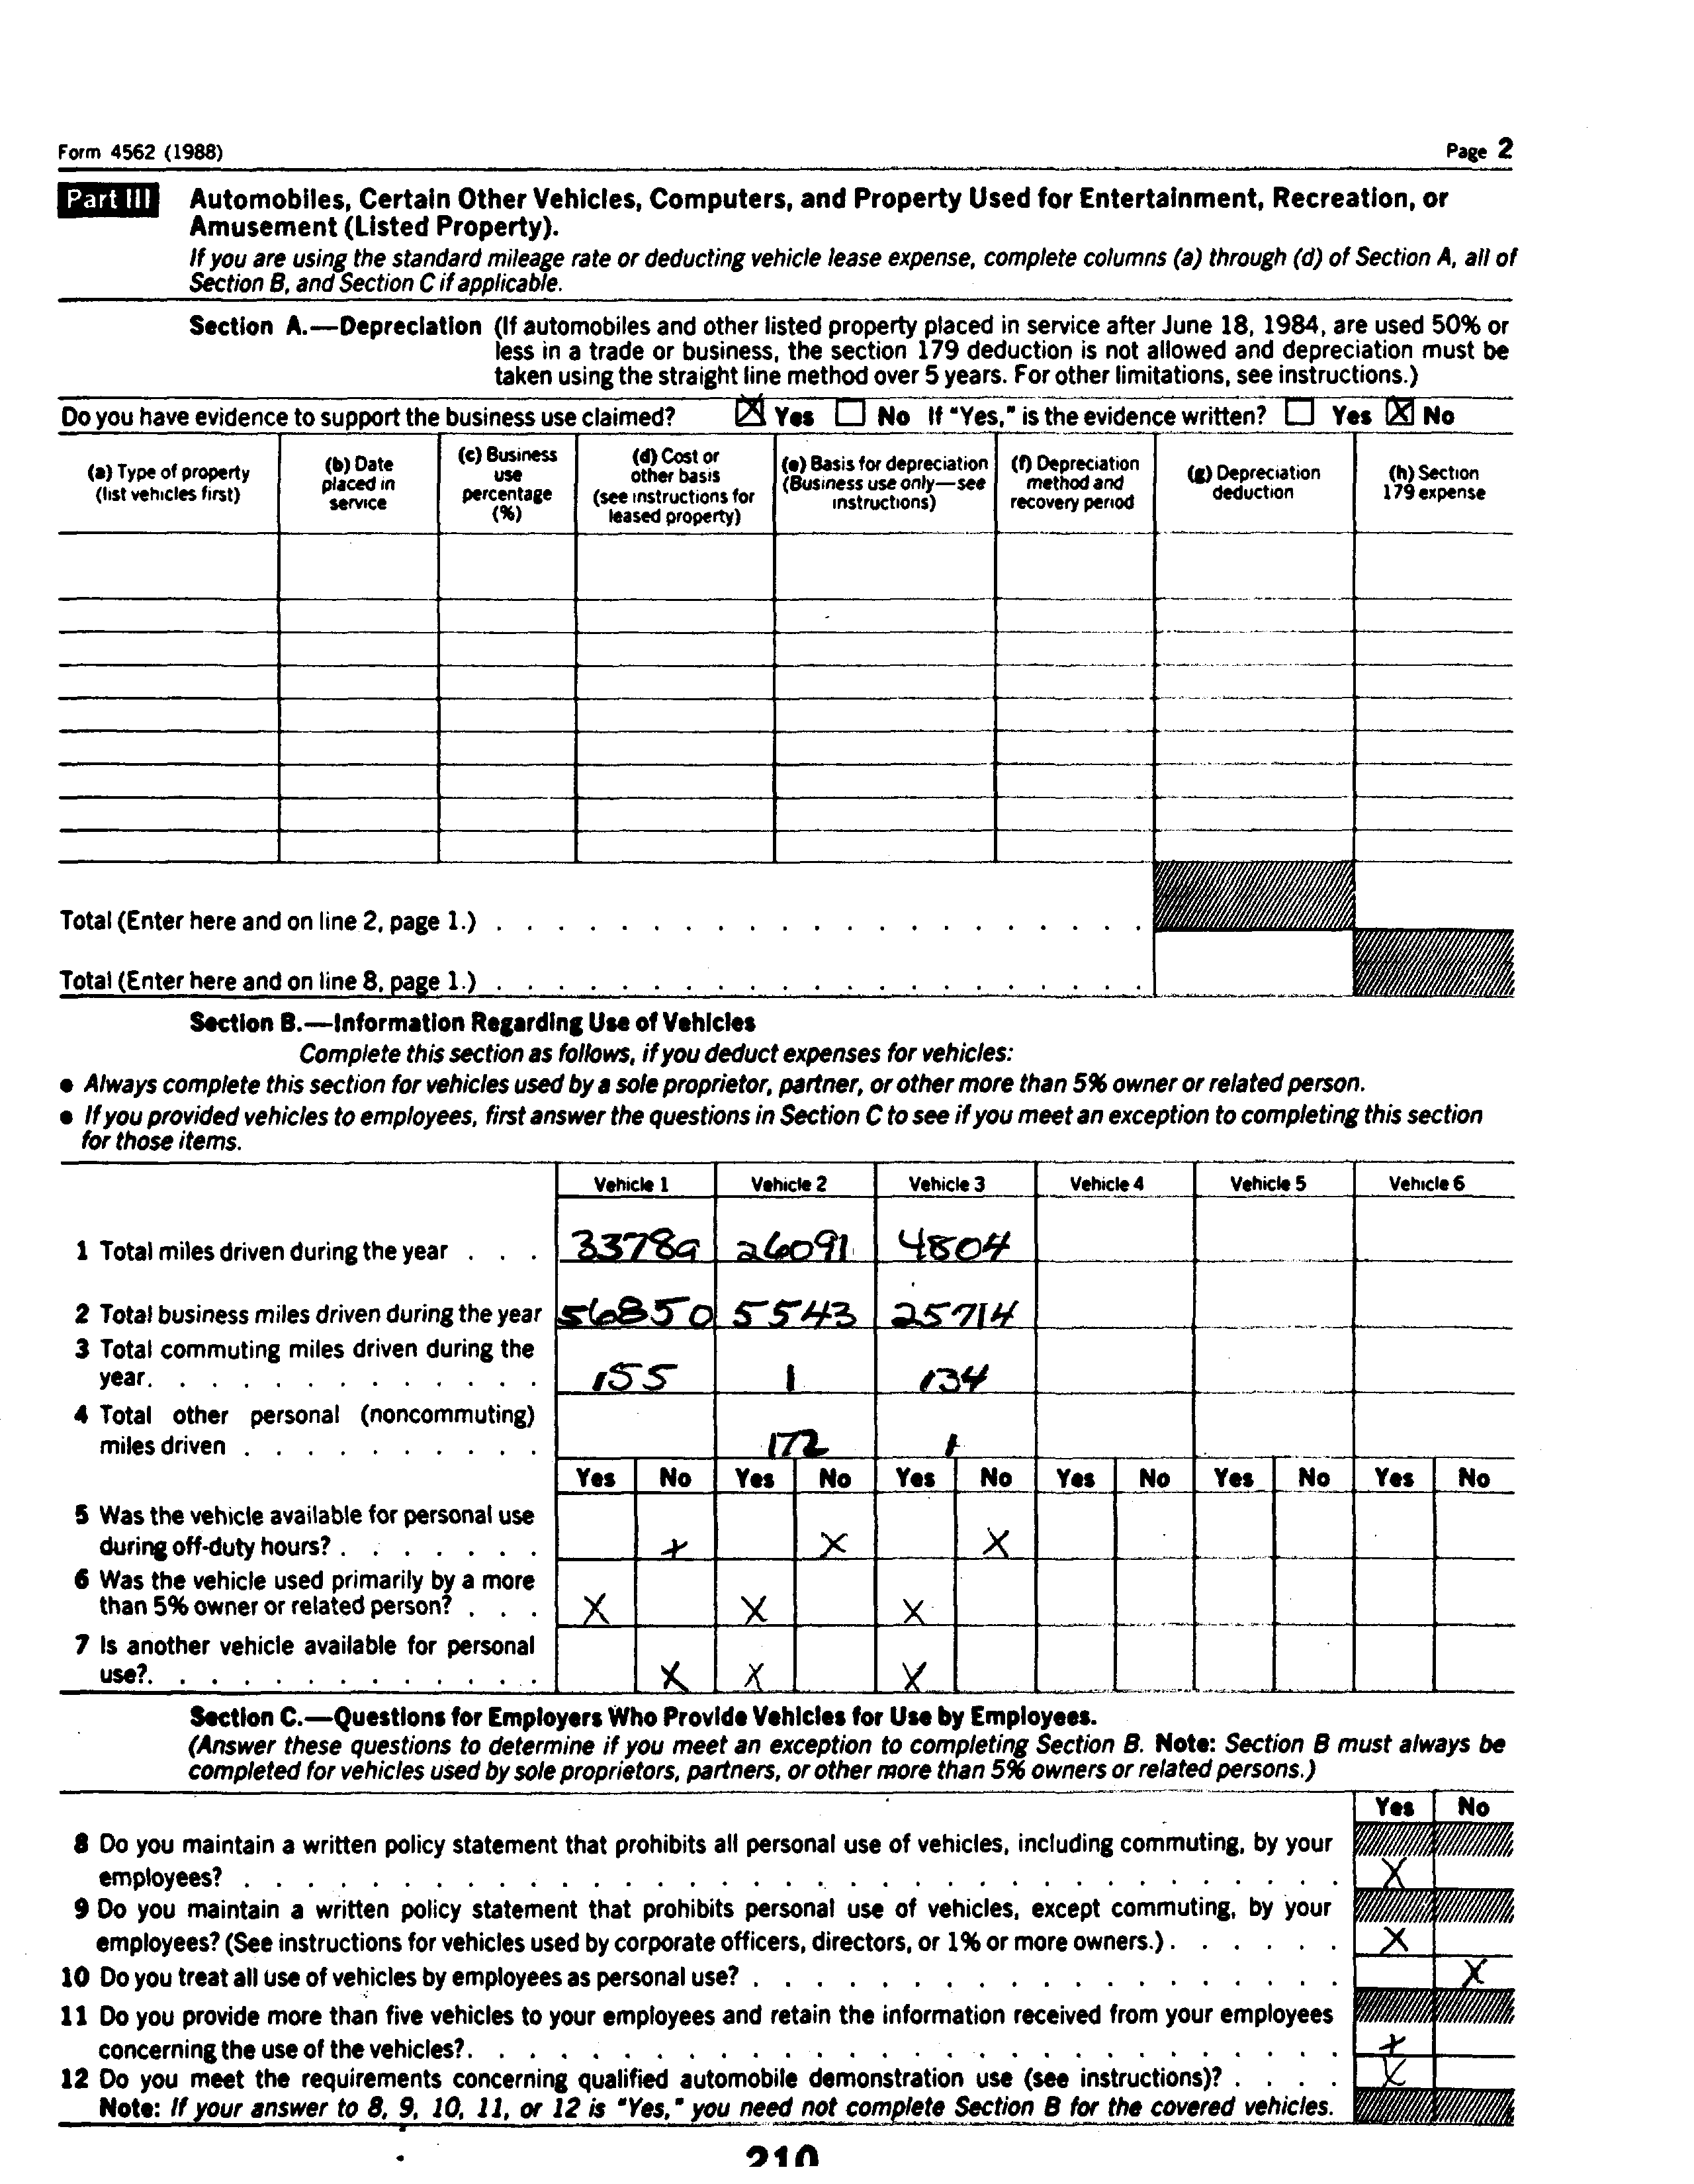 Form 4562 (1988)
Page 2
Part III
Automobiles, Certain Other Vehicles, Computers, and Property Used for Entertainment, Recreation, or
Amusement (Listed Property).
If you are using the standard mileage rate or deducting vehicle lease expense, complete columns (a) through (d) of Section A, all of
Section B, and Section C if applicable.
Section A.—Depreciation (If automobiles and other listed property placed in service after June 18, 1984, are used 50% or
less in a trade or business, the section 179 deduction is not allowed and depreciation must be
taken using the straight line method over 5 years. For other limitations, see instructions.)
Do you have evidence to support the business use claimed? X Yes No If "Yes," is the evidence written? Yes X No
(a) Type of property
(list vehicles first)
(b) Date
placed in
service
(c) Business
use
percentage
(%)
(d) Cost or
other basis
(see instructions for
leased property)
(e) Basis for depreciation
(Business use only—see
instructions)
(f) Depreciation
method and
recovery period
(g) Depreciation
deduction
(h) Section
179 expense
Total (Enter here and on line 2, page 1.) . . . . . . . . . . . . . . . . . . . . .
Total (Enter here and on line 8, page 1.) . . . . . . . . . . . . . . . . . . . . .
Section B.—Information Regarding Use of Vehicles
Complete this section as follows, if you deduct expenses for vehicles:
● Always complete this section for vehicles used by a sole proprietor, partner, or other more than 5% owner or related person.
● If you provided vehicles to employees, first answer the questions in Section C to see if you meet an exception to completing this section
for those items.
Vehicle 1 Vehicle 2 Vehicle 3 Vehicle 4 Vehicle 5 Vehicle 6
1 Total miles driven during the year . . . 33789 26091 4804
2 Total business miles driven during the year 56850 5543 25714
3 Total commuting miles driven during the
year. . . . . . . . . . . . . 155 1 134
4 Total other personal (noncommuting)
miles driven . . . . . . . . . . 172 1
Yes No Yes No Yes No Yes No Yes No Yes No
5 Was the vehicle available for personal use
during off-duty hours? . . . . . . . X X X
6 Was the vehicle used primarily by a more
than 5% owner or related person? . . . X X X
7 Is another vehicle available for personal
use?. . . . . . . . . . . . . X X X
Section C.—Questions for Employers Who Provide Vehicles for Use by Employees.
(Answer these questions to determine if you meet an exception to completing Section B. Note: Section B must always be
completed for vehicles used by sole proprietors, partners, or other more than 5% owners or related persons.)
Yes No
8 Do you maintain a written policy statement that prohibits all personal use of vehicles, including commuting, by your
employees? . . . . . . . . . . . . . . . . . . . . . . . . . . . . . . . . . . . X
9 Do you maintain a written policy statement that prohibits personal use of vehicles, except commuting, by your
employees? (See instructions for vehicles used by corporate officers, directors, or 1% or more owners.) . . . . . . X
10 Do you treat all use of vehicles by employees as personal use? . . . . . . . . . . . . . . . . . . . X
11 Do you provide more than five vehicles to your employees and retain the information received from your employees
concerning the use of the vehicles?. . . . . . . . . . . . . . . . . . . . . . . . . . . . X
12 Do you meet the requirements concerning qualified automobile demonstration use (see instructions)? . . . . X
Note: If your answer to 8, 9, 10, 11, or 12 is "Yes," you need not complete Section B for the covered vehicles.
210